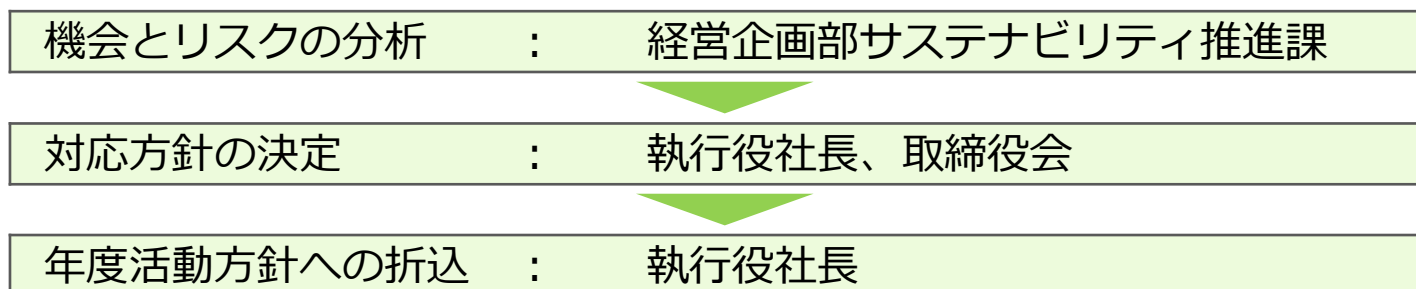 機会とリスクの分析 : 経営企画部サステナビリティ推進課
対応方針の決定 : 執行役社長、取締役会
年度活動方針への折込 : 執行役社長